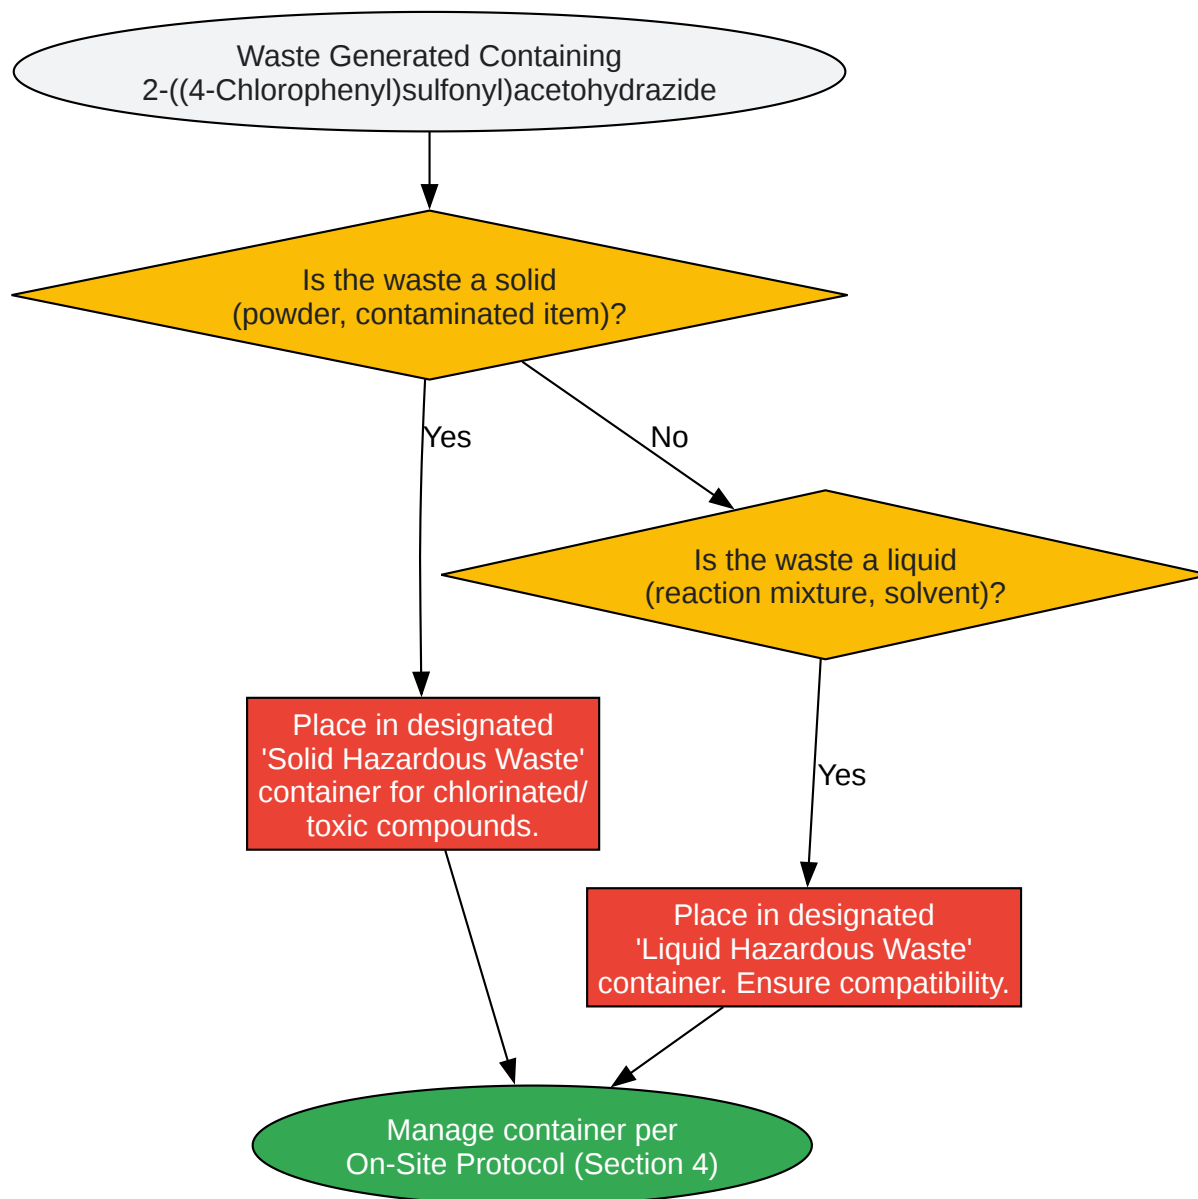 Waste Generated Containing
2-((4-Chlorophenyl)sulfonyl)acetohydrazide
Is the waste a solid
(powder, contaminated item)?
Yes
No
Is the waste a liquid
(reaction mixture, solvent)?
Place in designated
'Solid Hazardous Waste'
container for chlorinated/
toxic compounds.
Yes
Place in designated
'Liquid Hazardous Waste'
container. Ensure compatibility.
Manage container per
On-Site Protocol (Section 4)